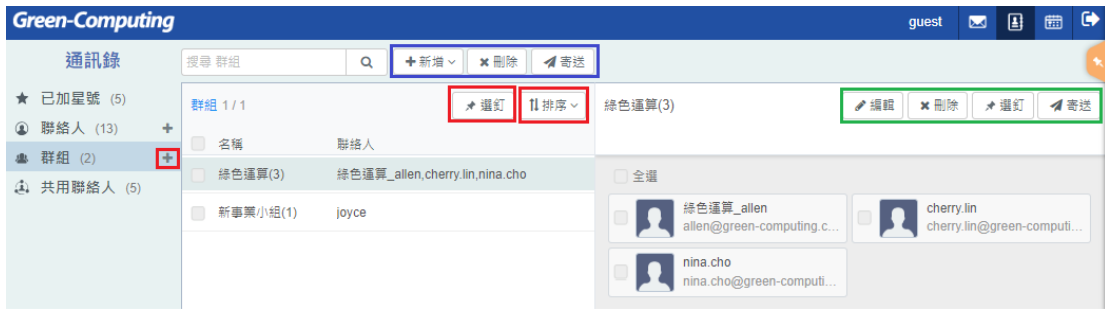 Green-Computing
guest
通訊錄
搜尋 群組
新增
刪除
寄送
已加星號 (5)
聯絡人 (13)
群組 (2)
共用聯絡人 (5)
群組 1 / 1
選釘
排序
名稱 聯絡人
綠色運算(3) 綠色運算_allen,cherry.lin,nina.cho
新事業小組(1) joyce
綠色運算(3)
編輯
刪除
選釘
寄送
全選
綠色運算_allen
allen@green-computing.c...
cherry.lin
cherry.lin@green-computi...
nina.cho
nina.cho@green-computi...